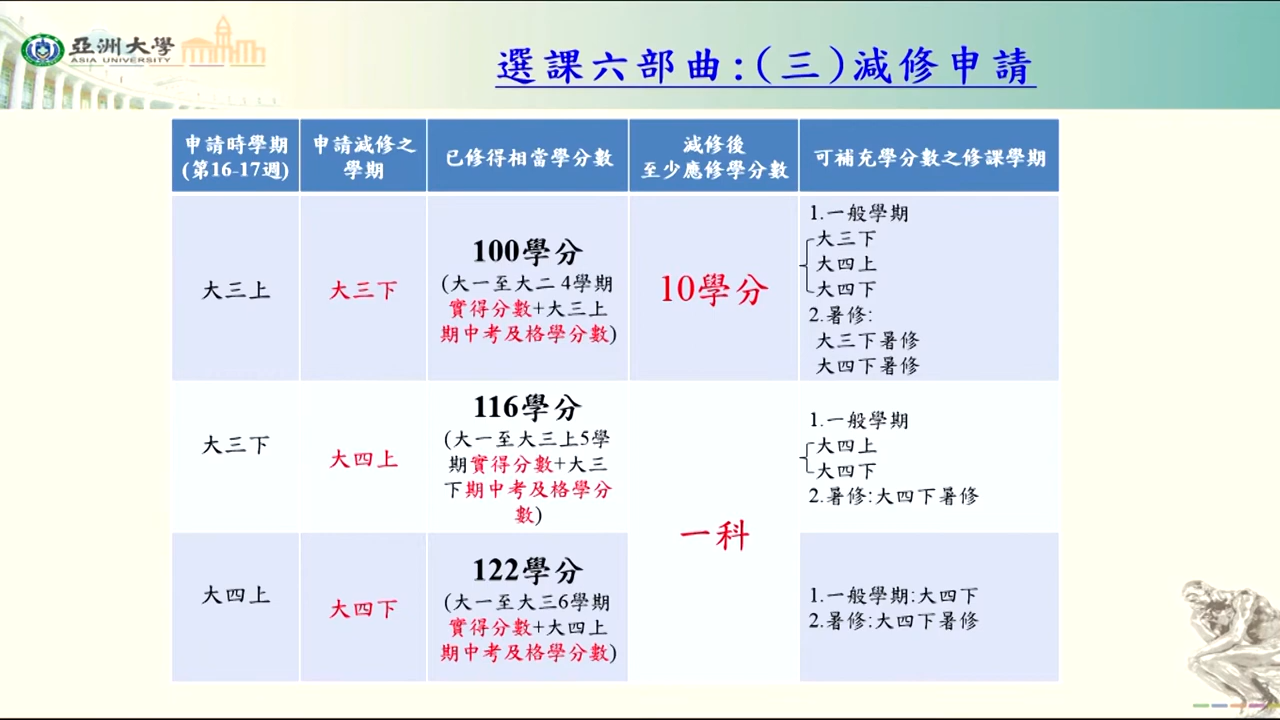 亞洲大學
ASIA UNIVERSITY
選課六部曲:(三)減修申請
申請時學期
(第16-17週)
申請減修之
學期
已修得相當學分數
減修後
至少應修學分數
可補充學分數之修課學期
大三上
大三下
100學分
(大一至大二 4學期
實得分數+大三上
期中考及格學分數)
10學分
1.一般學期
大三下
大四上
大四下
2.暑修:
大三下暑修
大四下暑修
大三下
大四上
116學分
(大一至大三上5學
期實得分數+大三
下期中考及格學分
數)
一科
1.一般學期
大四上
大四下
2.暑修:大四下暑修
大四上
大四下
122學分
(大一至大三6學期
實得分數+大四上
期中考及格學分數)
1.一般學期:大四下
2.暑修:大四下暑修